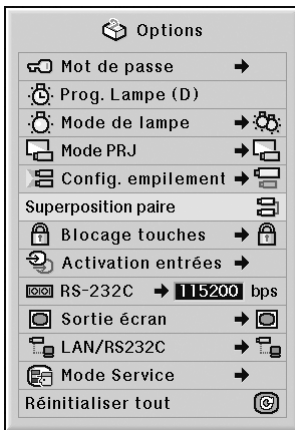 Options
Mot de passe
Prog. Lampe (D)
Mode de lampe
Mode PRJ
Config. empilement
Superposition paire
Blocage touches
Activation entrées
RS-232C 115200 bps
Sortie écran
LAN/RS232C
Mode Service
Réinitialiser tout